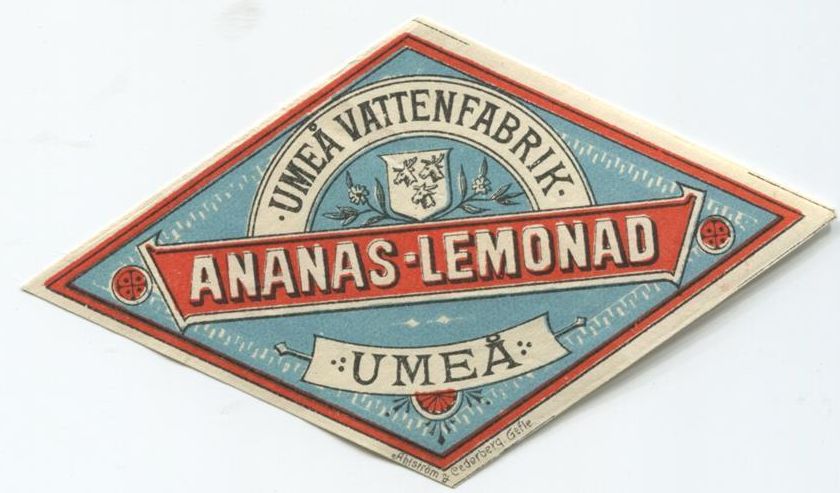 ·UMEÅ VATTENFABRIK·
ANANAS-LEMONAD
UMEÅ
Ahlström & Cederberg. Gefle